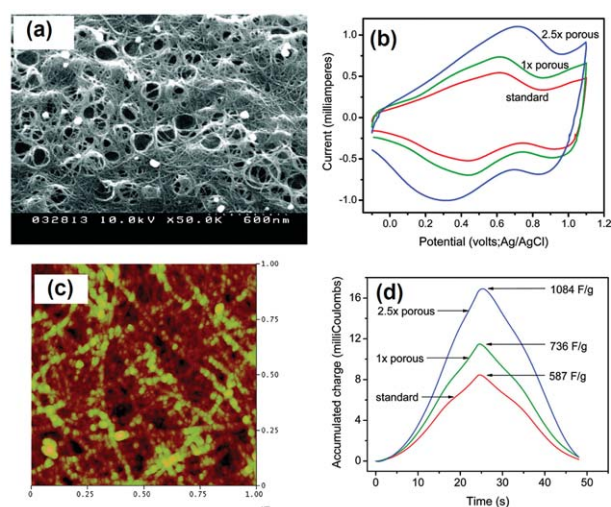 (a)
032813 10.0kV X50.0K 600nm
(b)
2.5x porous
1x porous
standard
Current (milliamperes)
1.0
0.5
0.0
-0.5
-1.0
0.0 0.2 0.4 0.6 0.8 1.0 1.2
Potential (volts;Ag/AgCl)
(c)
1.00
0.75
0.50
0.25
0
0 0.25 0.50 0.75 1.00
(d)
1084 F/g
2.5x porous
736 F/g
1x porous
587 F/g
standard
Accumulated charge (milliCoulombs)
16
12
8
4
0
0 10 20 30 40 50
Time (s)